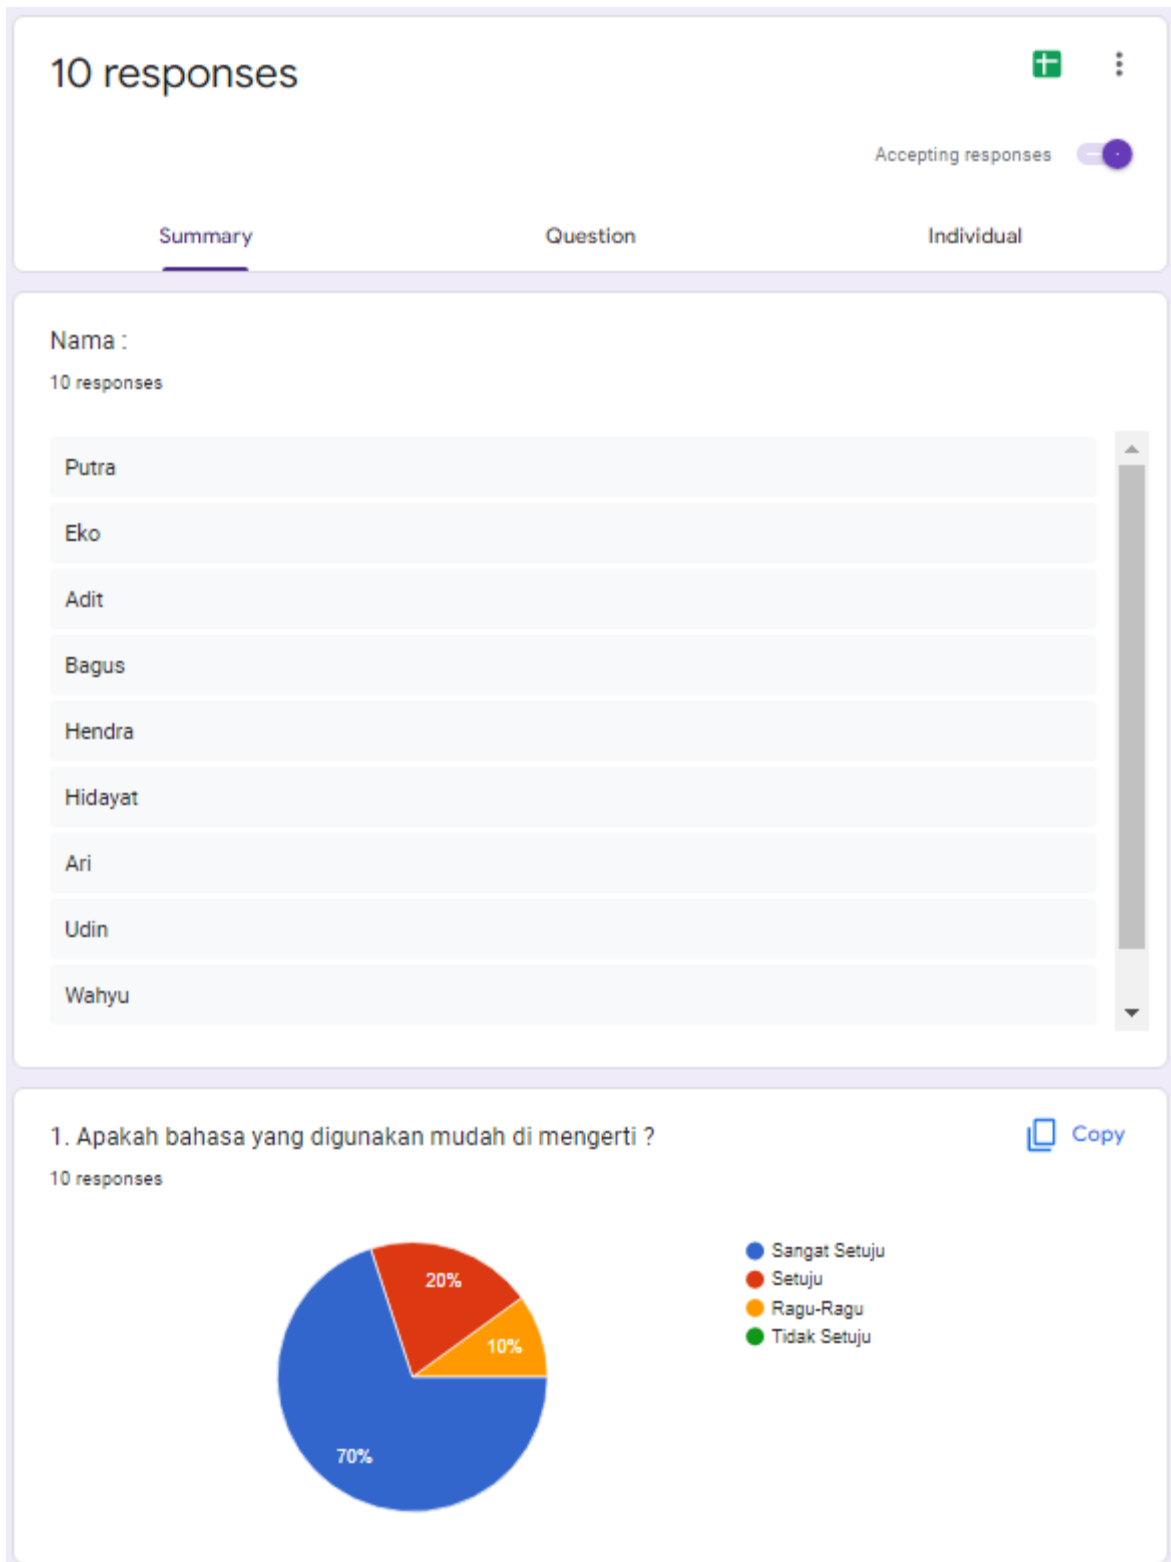 10 responses
Accepting responses
Summary Question Individual
Nama :
10 responses
Putra
Eko
Adit
Bagus
Hendra
Hidayat
Ari
Udin
Wahyu
1. Apakah bahasa yang digunakan mudah di mengerti ?
Copy
10 responses
20%
10%
70%
Sangat Setuju
Setuju
Ragu-Ragu
Tidak Setuju